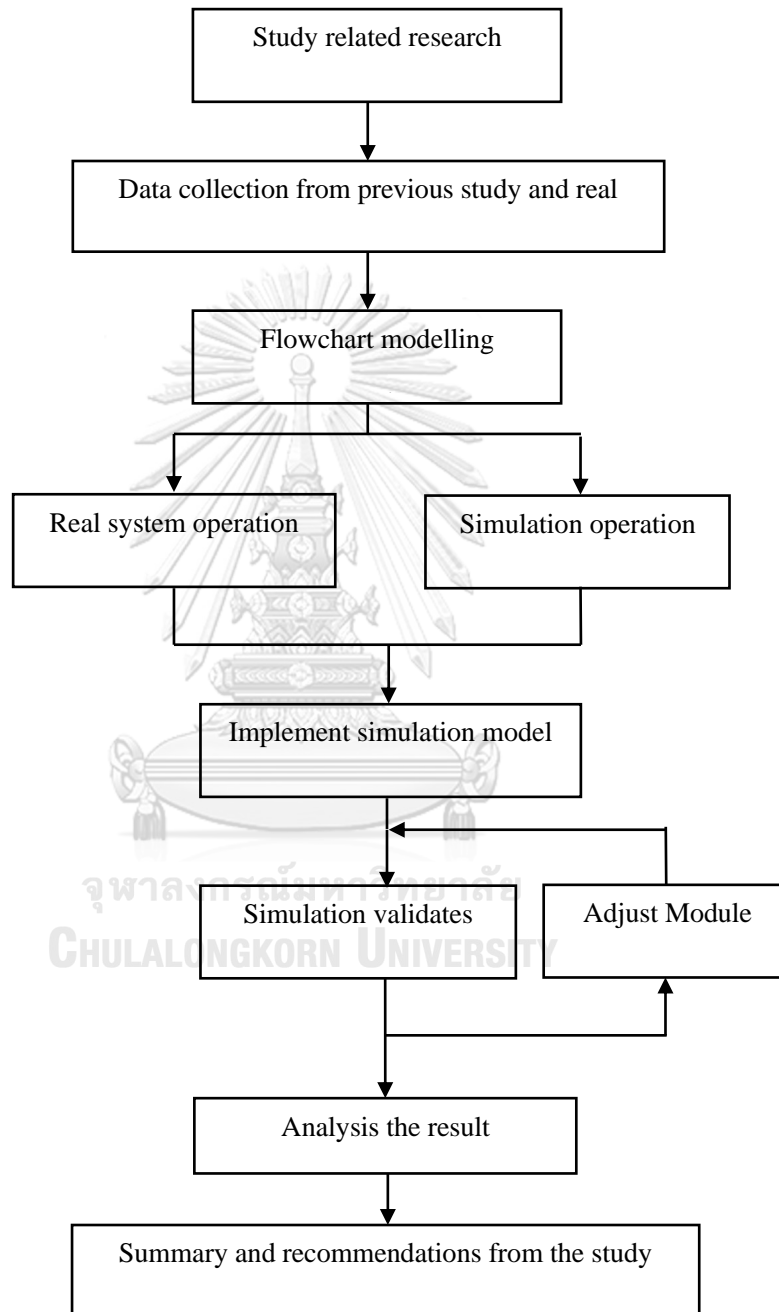 Study related research
Data collection from previous study and real
Flowchart modelling
Real system operation
Simulation operation
Implement simulation model
จุฬาลงกรณ์มหาวิทยาลัย
CHULALONGKORN UNIVERSITY
Simulation validates
Adjust Module
Analysis the result
Summary and recommendations from the study